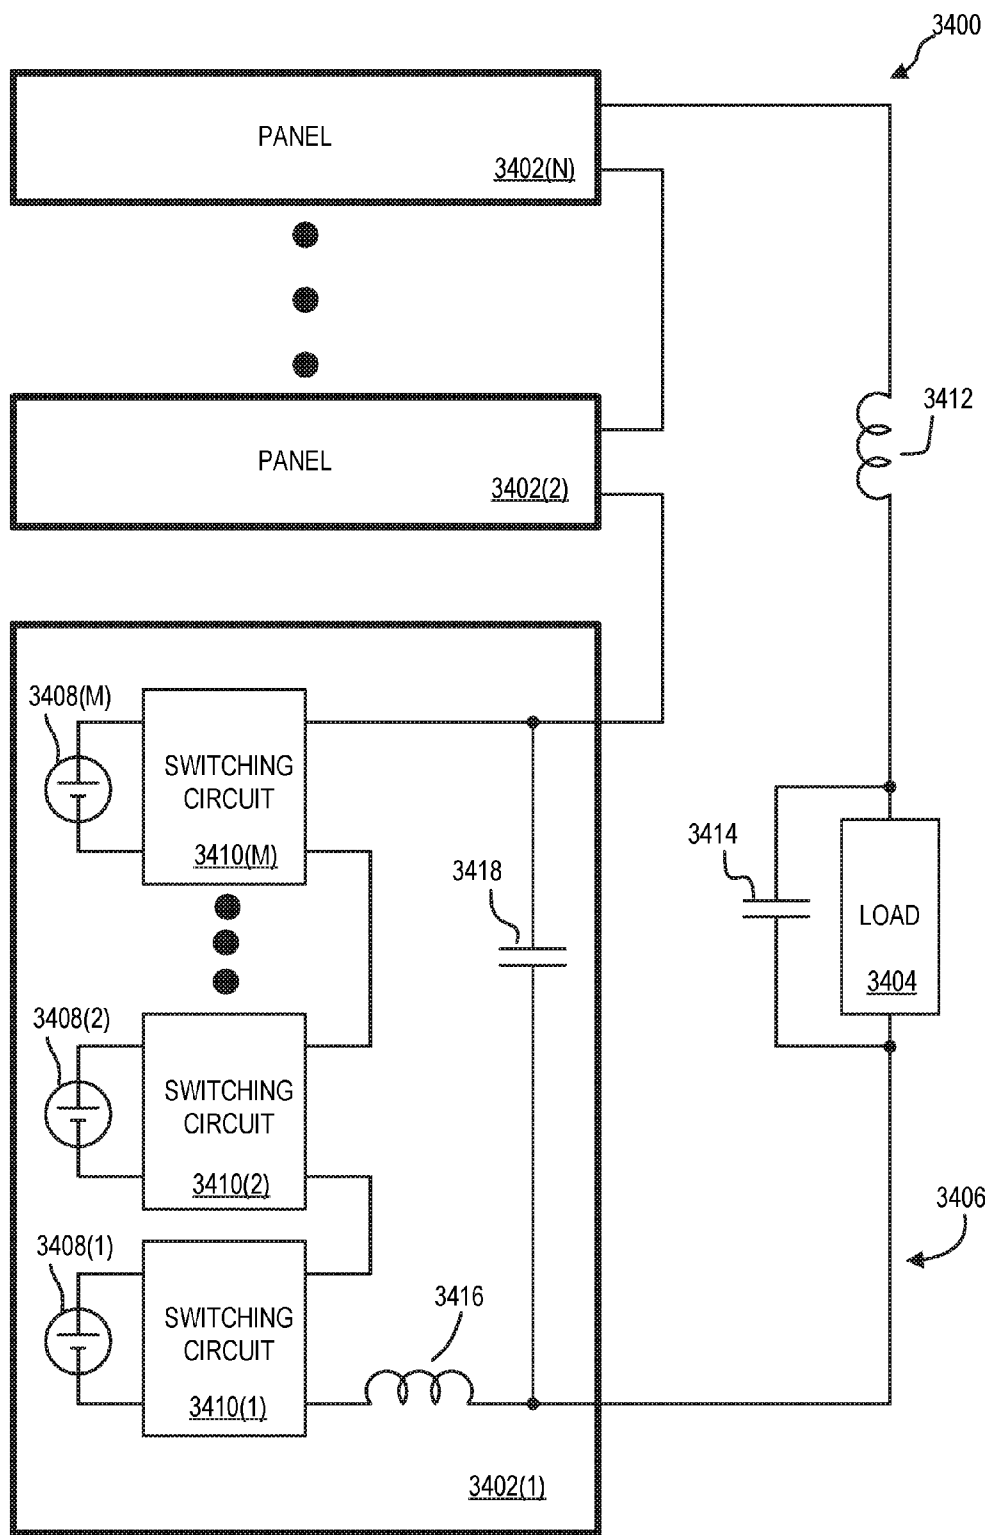 3400
PANEL
3402(N)
3412
PANEL
3402(2)
3408(M)
SWITCHING
CIRCUIT
3410(M)
3418
3414
LOAD
3404
3408(2)
SWITCHING
CIRCUIT
3410(2)
3406
3408(1)
SWITCHING
CIRCUIT
3410(1)
3416
3402(1)